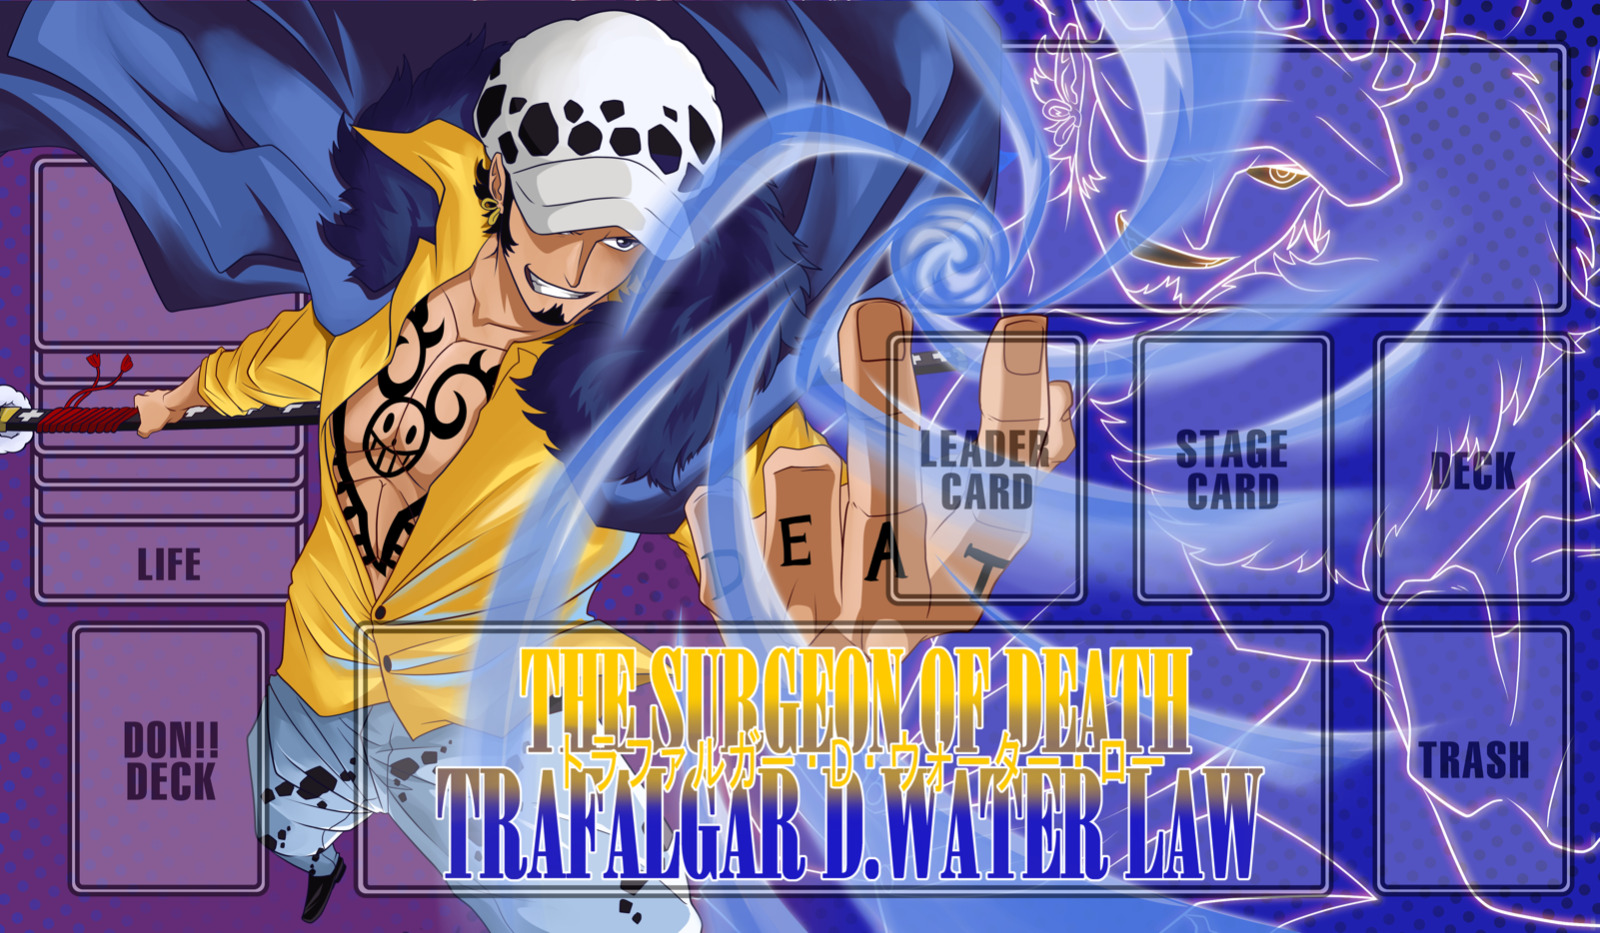 LIFE
LEADER
CARD
STAGE
CARD
DECK
D E A T
DON!!
DECK
THE SURGEON OF DEATH
トラファルガー・D・ウォーター・ロー
TRAFALGAR D.WATER LAW
TRASH